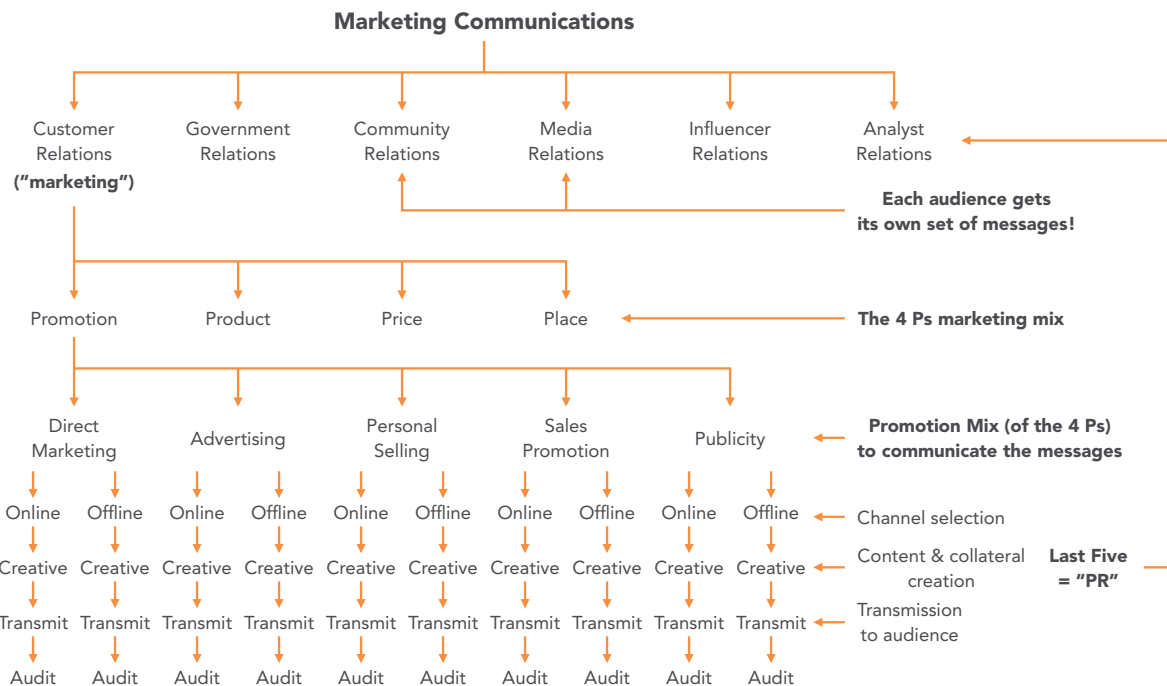 Marketing Communications
Customer
Relations
("marketing")
Government
Relations
Community
Relations
Media
Relations
Influencer
Relations
Analyst
Relations
Each audience gets
its own set of messages!
Promotion
Product
Price
Place
The 4 Ps marketing mix
Direct
Marketing
Advertising
Personal
Selling
Sales
Promotion
Publicity
Promotion Mix (of the 4 Ps)
to communicate the messages
Online Offline Online Offline Online Offline Online Offline Online Offline
Channel selection
Creative Creative Creative Creative Creative Creative Creative Creative Creative Creative
Content & collateral
creation
Last Five
= "PR"
Transmit Transmit Transmit Transmit Transmit Transmit Transmit Transmit Transmit Transmit
Transmission
to audience
Audit Audit Audit Audit Audit Audit Audit Audit Audit Audit